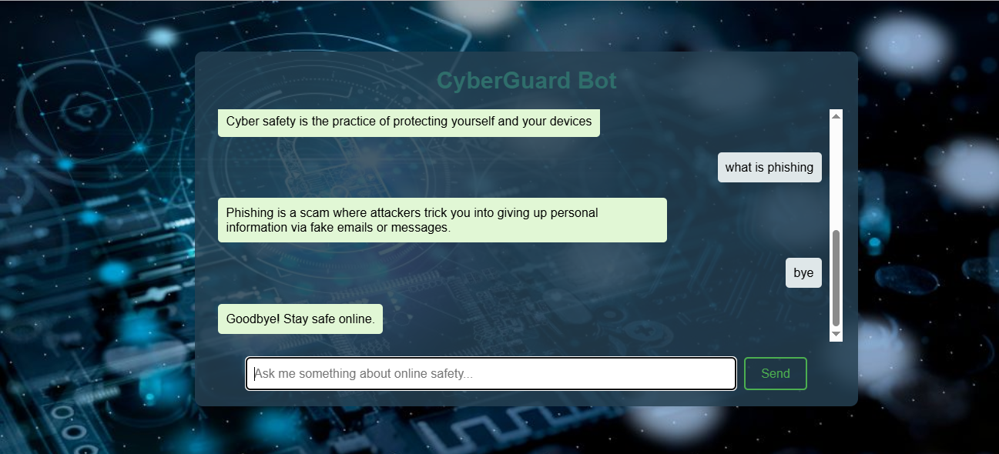 CyberGuard Bot
Cyber safety is the practice of protecting yourself and your devices
what is phishing
Phishing is a scam where attackers trick you into giving up personal
information via fake emails or messages.
bye
Goodbye! Stay safe online.
Ask me something about online safety...
Send